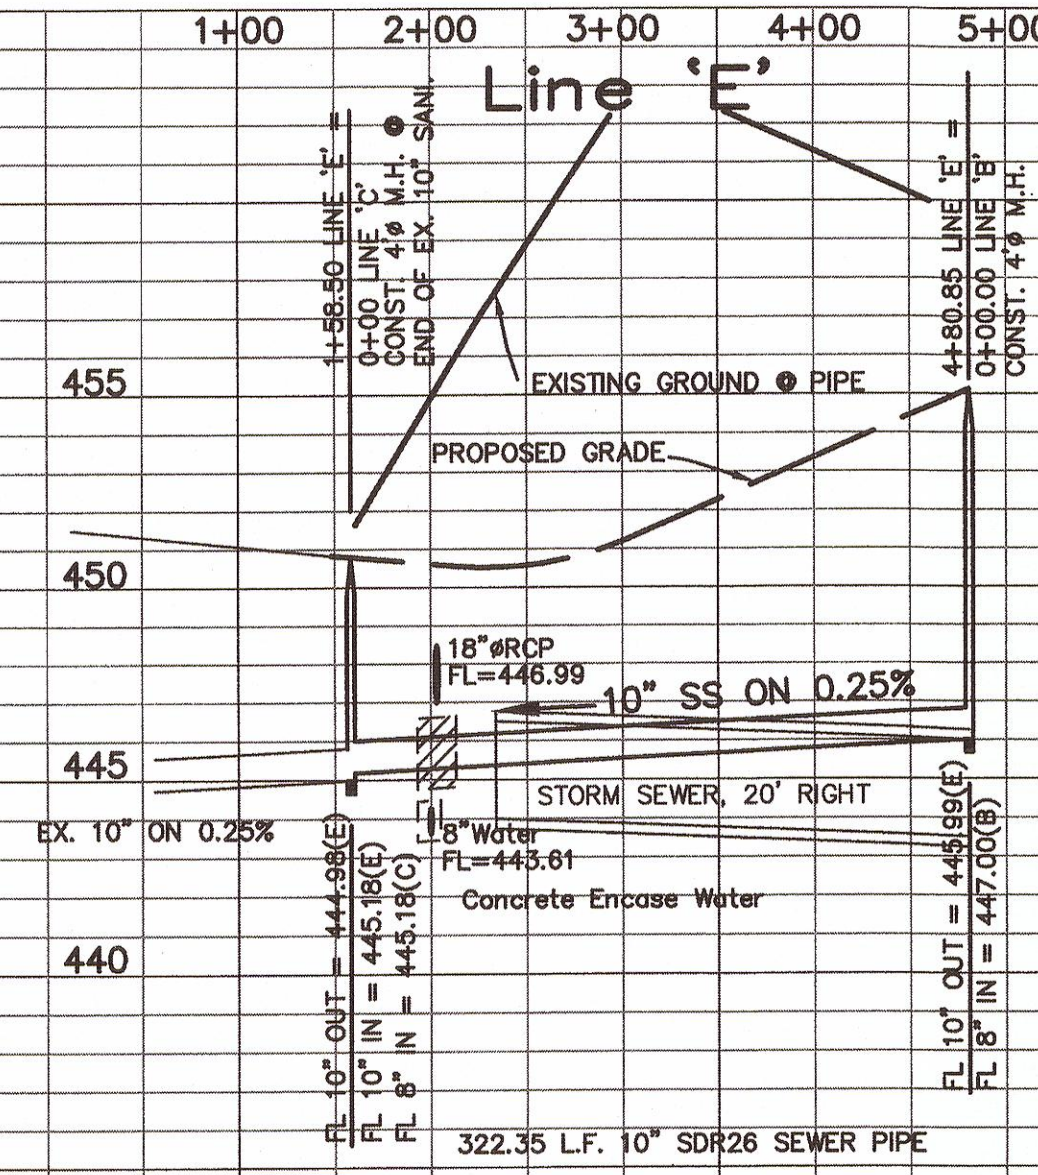 1+00 2+00 3+00 4+00 5+00
Line 'E'
1+58.50 LINE 'E' =
0+00 LINE 'C'
CONST. 4'ø M.H. @
END OF EX. 10" SANI.
4+80.85 LINE 'E' =
0+00.00 LINE 'B'
CONST. 4'ø M.H.
455
EXISTING GROUND @ PIPE
PROPOSED GRADE
450
18"øRCP
FL=446.99
10" SS ON 0.25%
445
STORM SEWER, 20' RIGHT
EX. 10" ON 0.25%
8"Water
FL=443.61
Concrete Encase Water
440
FL 10" OUT = 444.98(E)
FL 10" IN = 445.18(E)
FL 8" IN = 445.18(C)
FL 10" OUT = 445.99(E)
FL 8" IN = 447.00(B)
322.35 L.F. 10" SDR26 SEWER PIPE